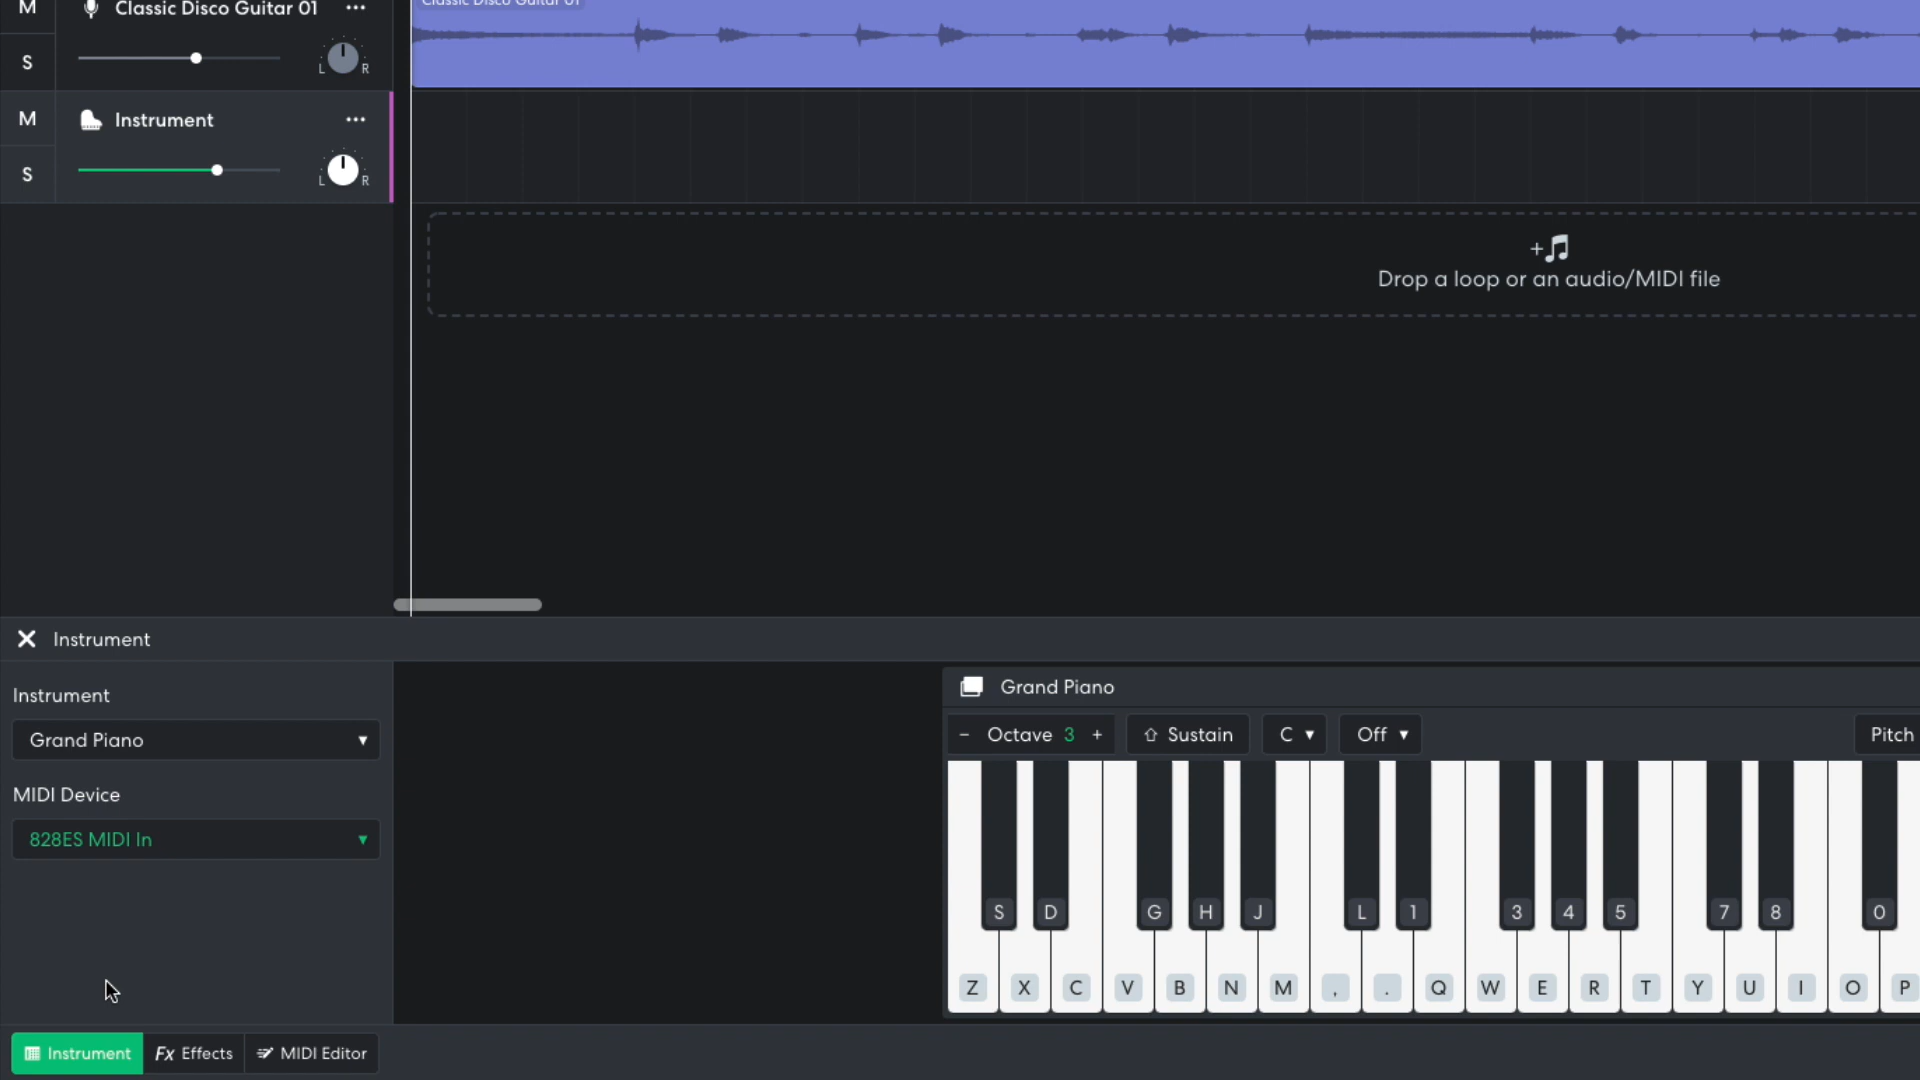 M Classic Disco Guitar 01 ...
Classic Disco Guitar 01
S L R
M Instrument ...
S L R
+ Drop a loop or an audio/MIDI file
X Instrument
Instrument
Grand Piano
MIDI Device
828ES MIDI In
Grand Piano
- Octave 3 + Sustain C Off Pitch
S D G H J L 1 3 4 5 7 8 0
Z X C V B N M , . Q W E R T Y U I O P
Instrument Fx Effects MIDI Editor